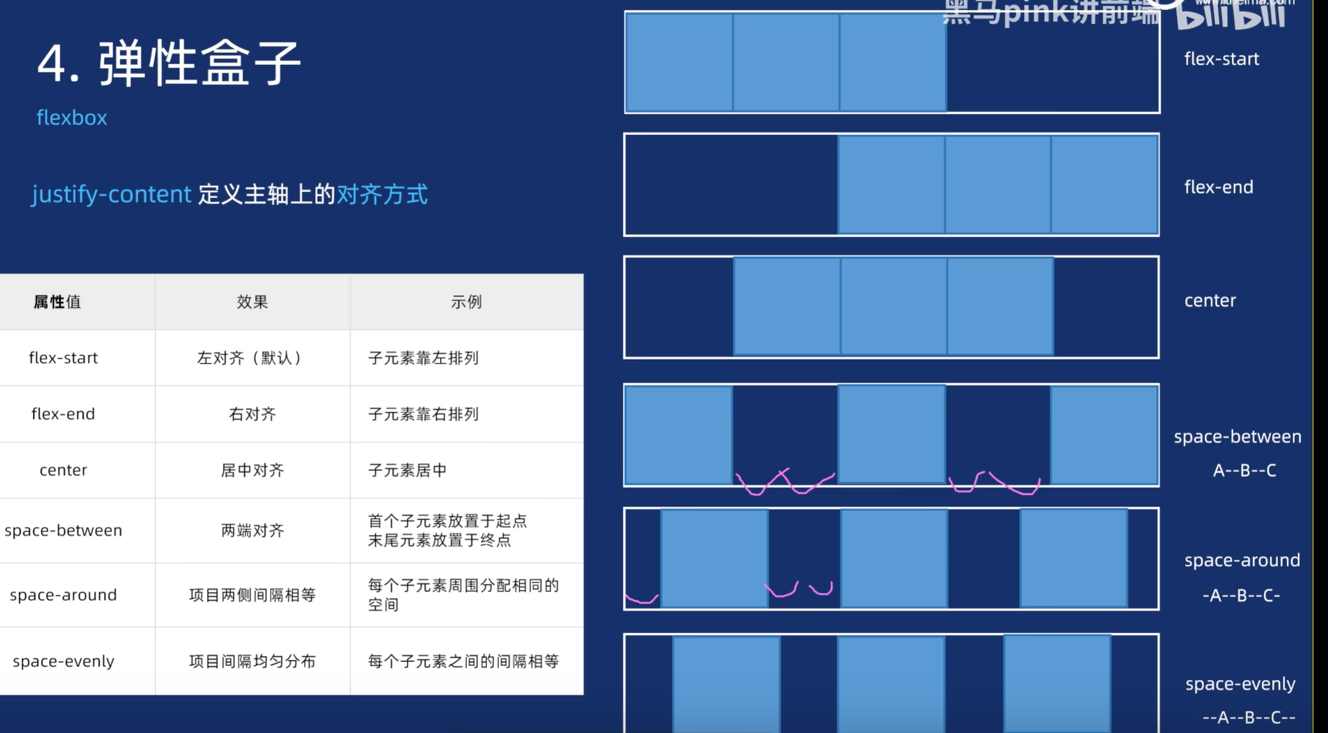 4. 弹性盒子
flexbox
justify-content 定义主轴上的对齐方式
属性值 效果 示例
flex-start 左对齐（默认） 子元素靠左排列
flex-end 右对齐 子元素靠右排列
center 居中对齐 子元素居中
space-between 两端对齐 首个子元素放置于起点
末尾元素放置于终点
space-around 项目两侧间隔相等 每个子元素周围分配相同的
空间
space-evenly 项目间隔均匀分布 每个子元素之间的间隔相等
黑马pink讲前端 bilibili
flex-start
flex-end
center
space-between
A--B--C
space-around
-A--B--C-
space-evenly
--A--B--C--